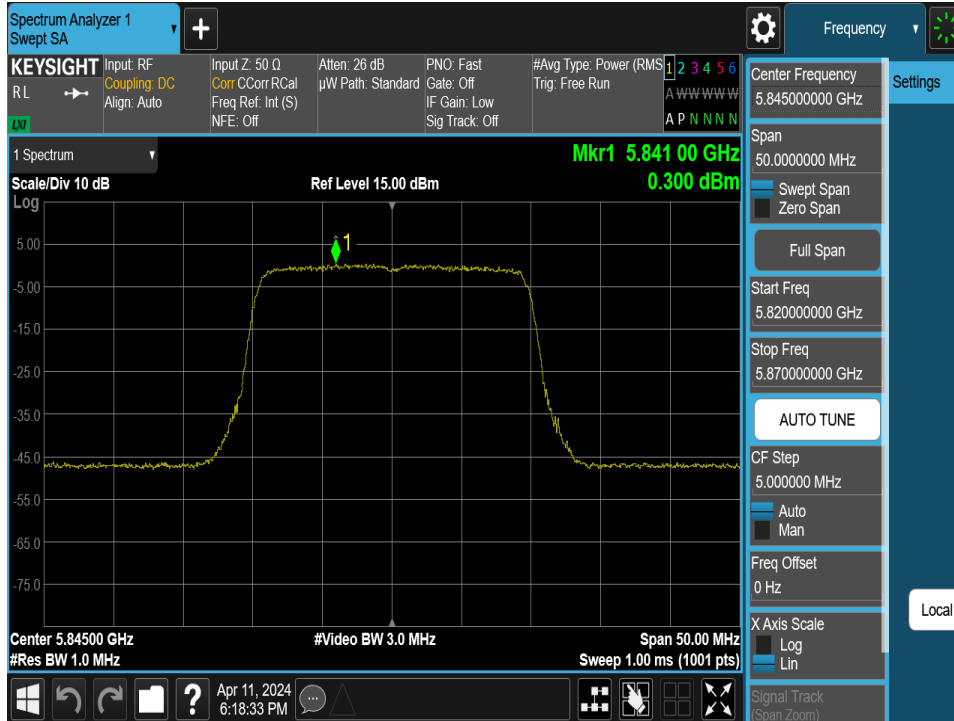 Spectrum Analyzer 1
Swept SA
+
Frequency
KEYSIGHT
RL
LXI
Input: RF
Coupling: DC
Align: Auto
Input Z: 50 Ω
Corr CCorr RCal
Freq Ref: Int (S)
NFE: Off
Atten: 26 dB
µW Path: Standard
PNO: Fast
Gate: Off
IF Gain: Low
Sig Track: Off
#Avg Type: Power (RMS
Trig: Free Run
1 2 3 4 5 6
A W W W W W
A P N N N N
1 Spectrum
Mkr1 5.841 00 GHz
0.300 dBm
Scale/Div 10 dB
Ref Level 15.00 dBm
Log
1
5.00
-5.00
-15.0
-25.0
-35.0
-45.0
-55.0
-65.0
-75.0
Center 5.84500 GHz
#Video BW 3.0 MHz
Span 50.00 MHz
#Res BW 1.0 MHz
Sweep 1.00 ms (1001 pts)
Center Frequency
5.845000000 GHz
Span
50.0000000 MHz
Swept Span
Zero Span
Full Span
Start Freq
5.820000000 GHz
Stop Freq
5.870000000 GHz
AUTO TUNE
CF Step
5.000000 MHz
Auto
Man
Freq Offset
0 Hz
X Axis Scale
Log
Lin
Signal Track
(Span Zoom)
Settings
Local
?
Apr 11, 2024
6:18:33 PM